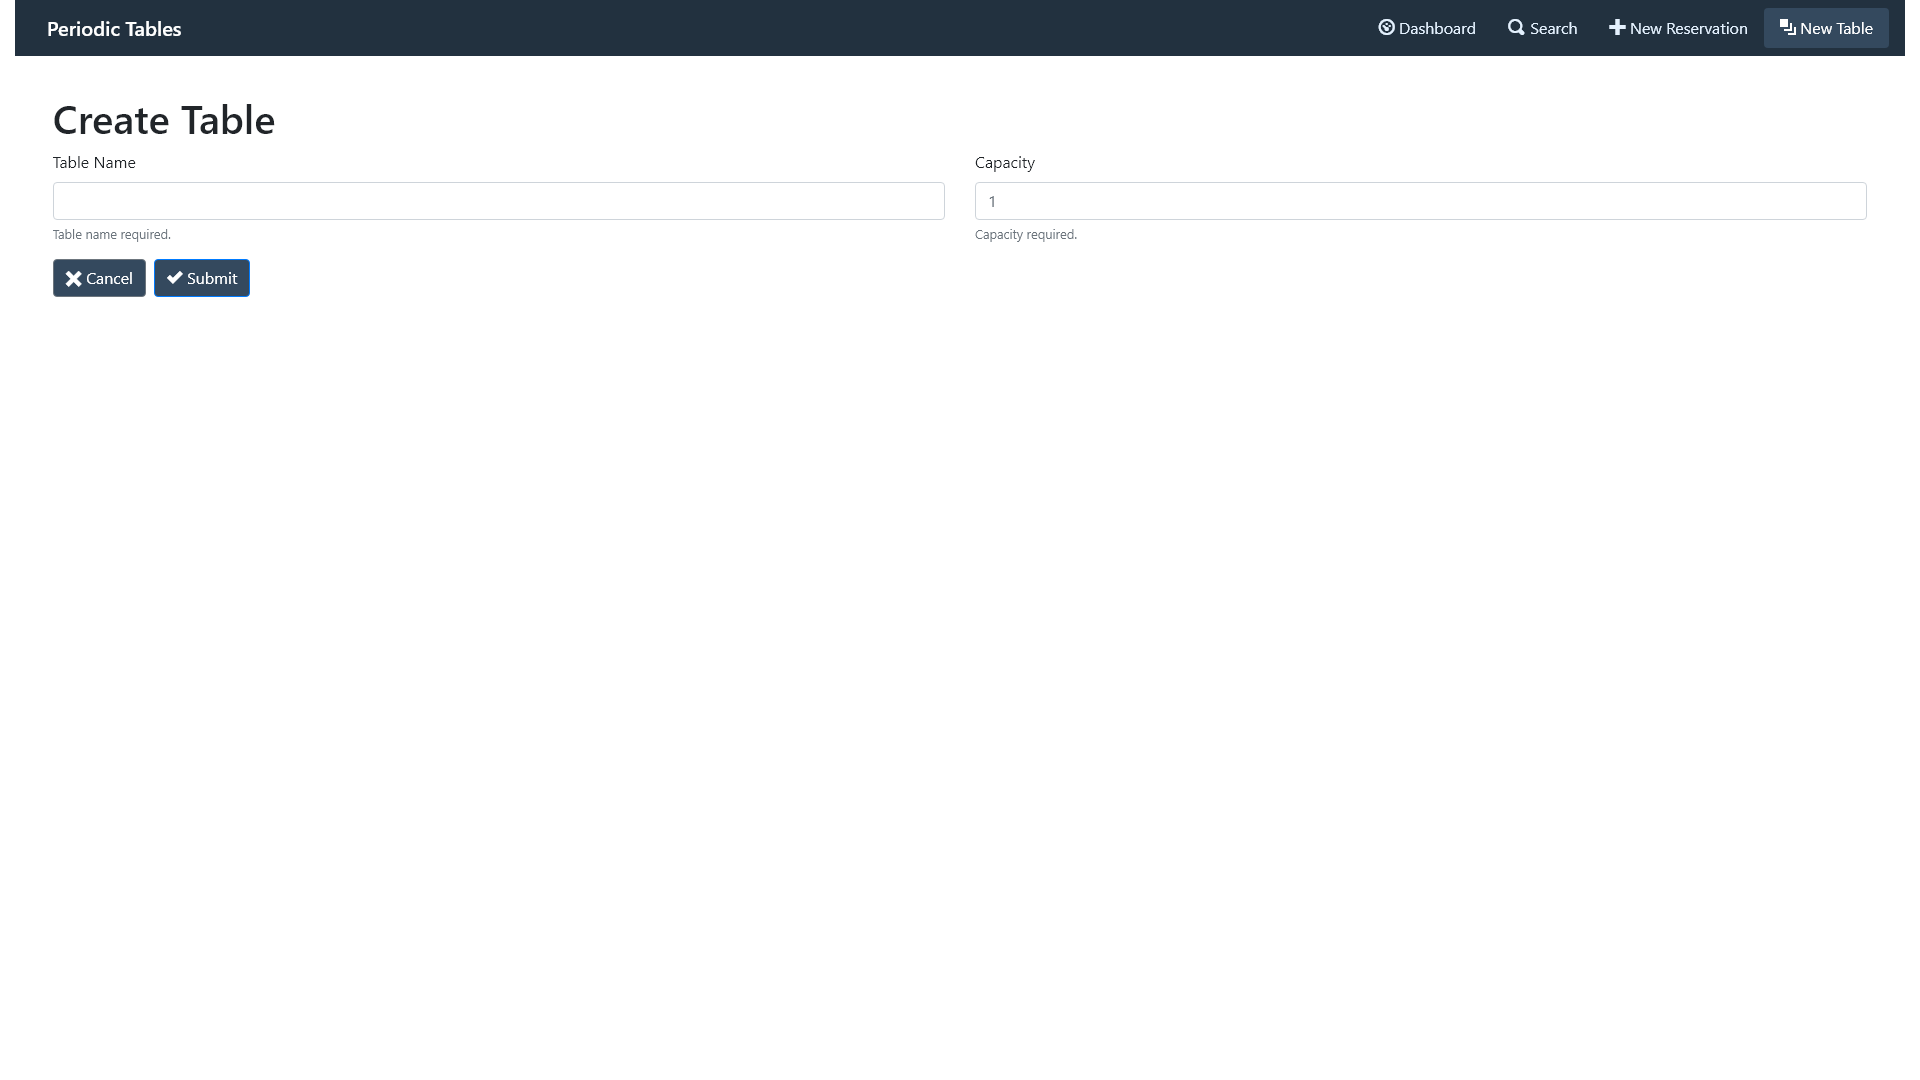 Periodic Tables
Dashboard
Search
New Reservation
New Table
Create Table
Table Name
Capacity
1
Table name required.
Capacity required.
Cancel
Submit